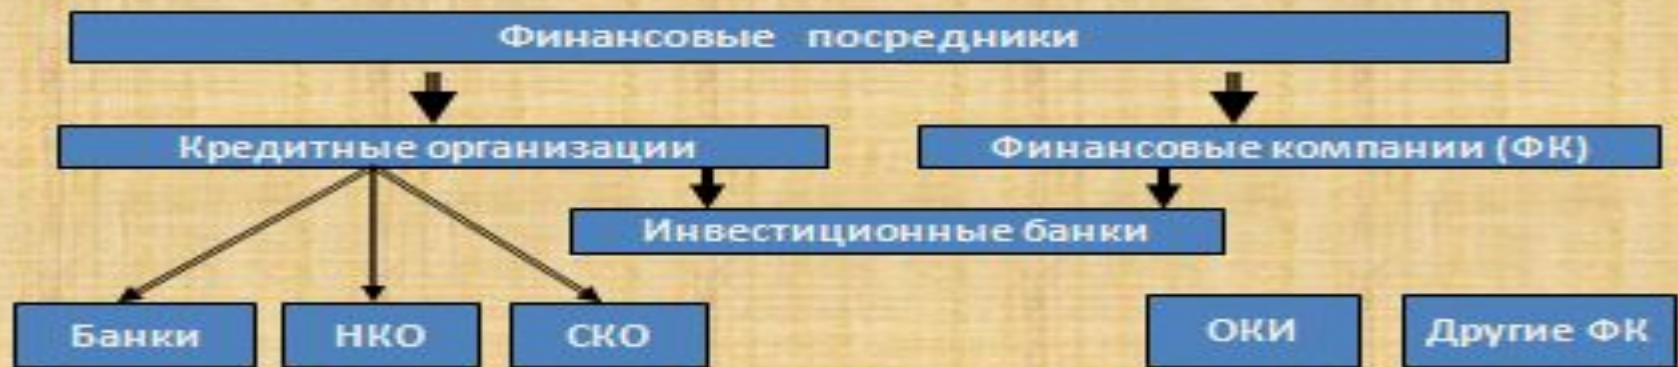 Финансовые посредники
Кредитные организации
Финансовые компании (ФК)
Инвестиционные банки
Банки
НКО
СКО
ОКИ
Другие ФК